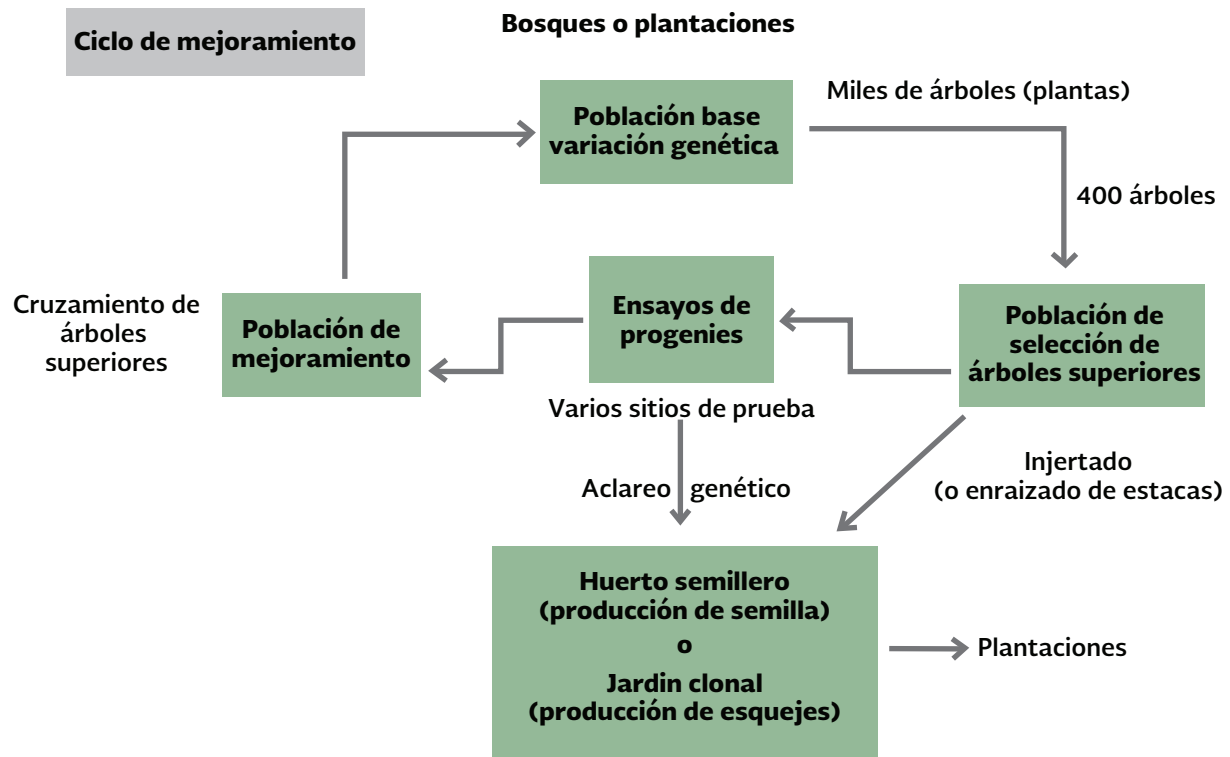 Ciclo de mejoramiento
Bosques o plantaciones
Población base
variación genética
Miles de árboles (plantas)
400 árboles
Población de
selección de
árboles superiores
Ensayos de
progenies
Varios sitios de prueba
Población de
mejoramiento
Cruzamiento de
árboles
superiores
Aclareo genético
Injertado
(o enraizado de estacas)
Huerto semillero
(producción de semilla)
o
Jardin clonal
(producción de esquejes)
Plantaciones